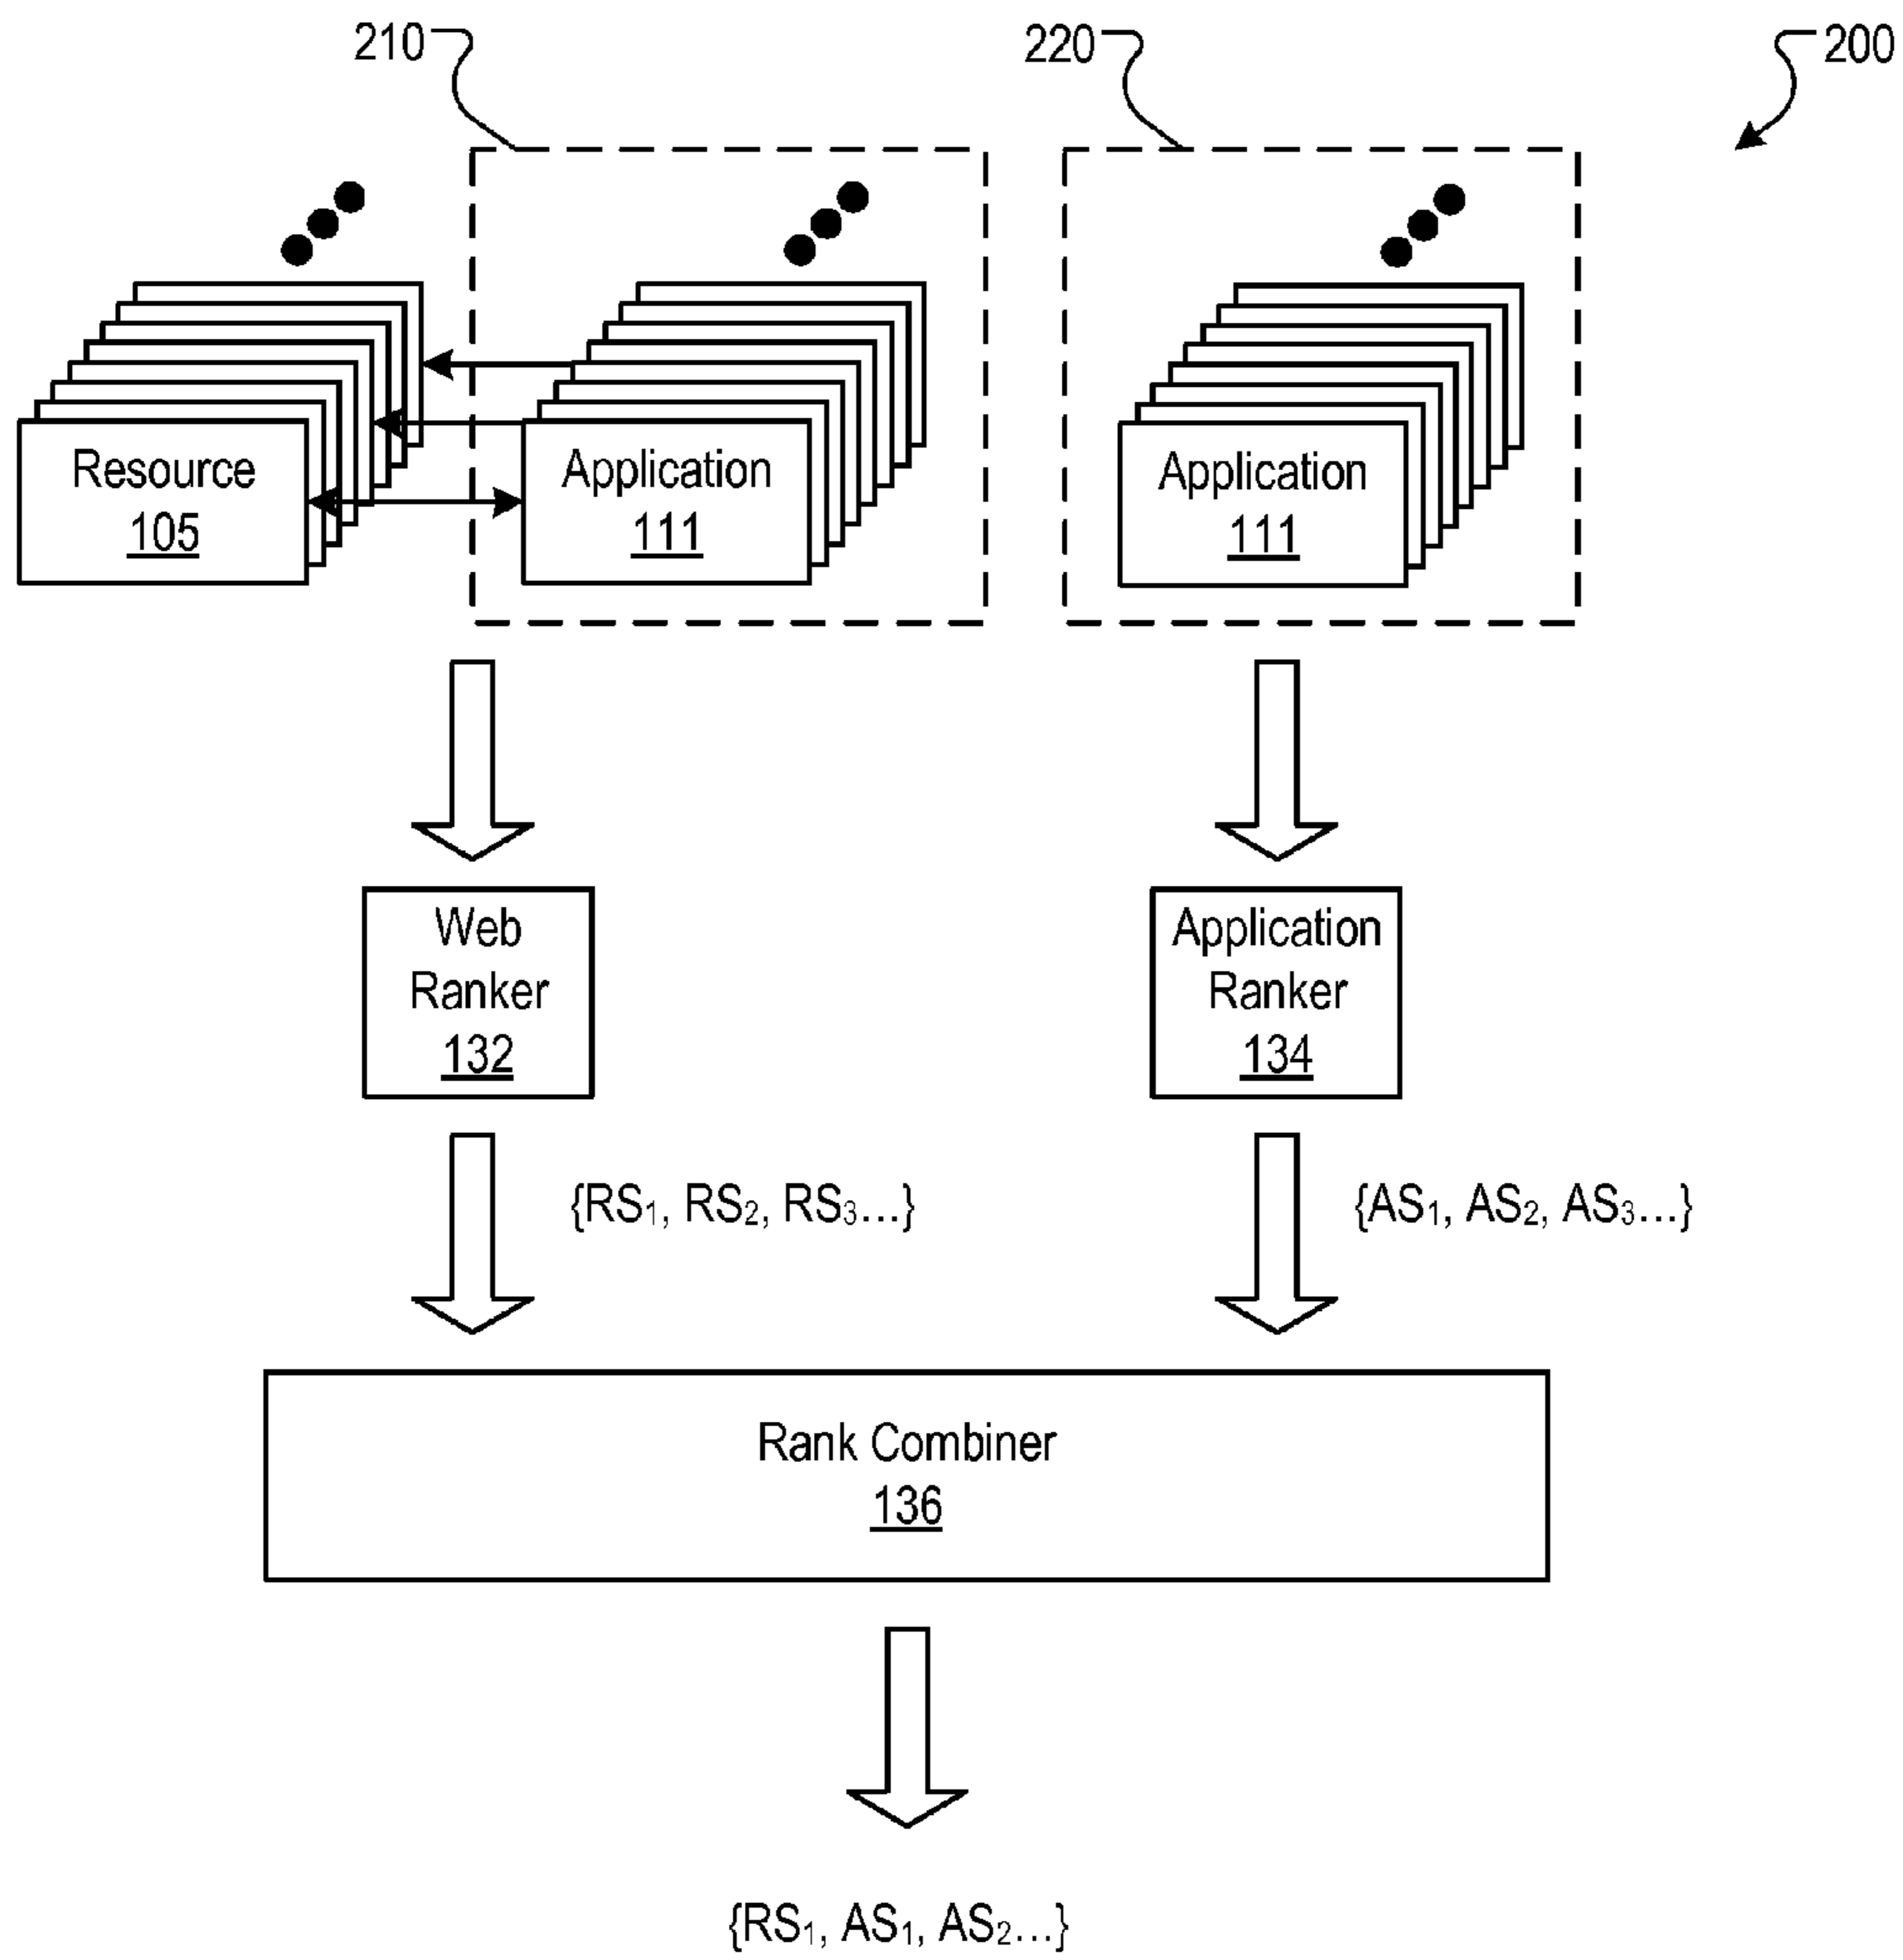 210
220
200
Resource
105
Application
111
Application
111
Web
Ranker
132
Application
Ranker
134
{RS₁, RS₂, RS₃...}
{AS₁, AS₂, AS₃...}
Rank Combiner
136
{RS₁, AS₁, AS₂...}